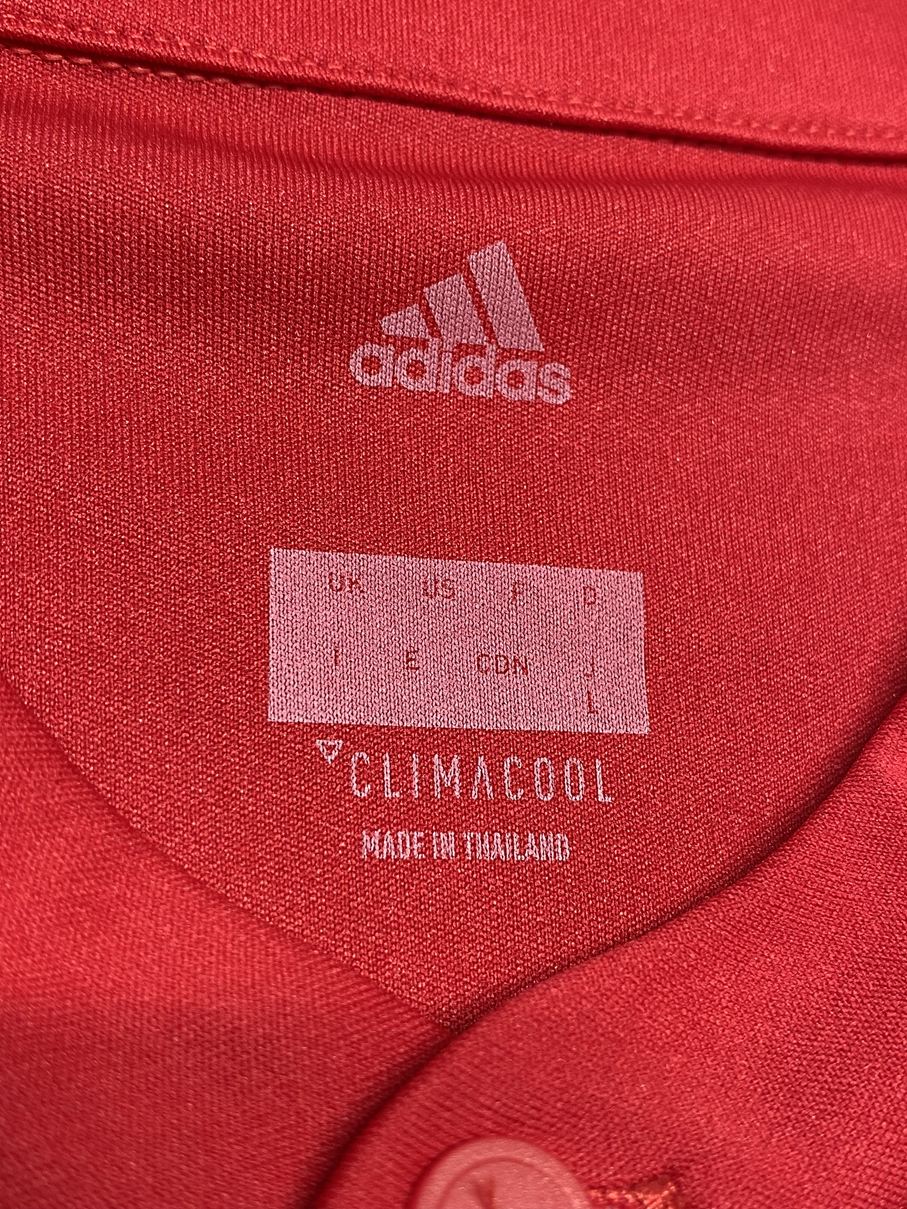 adidas
UK US F D
I E CDN J
L
CLIMACOOL
MADE IN THAILAND